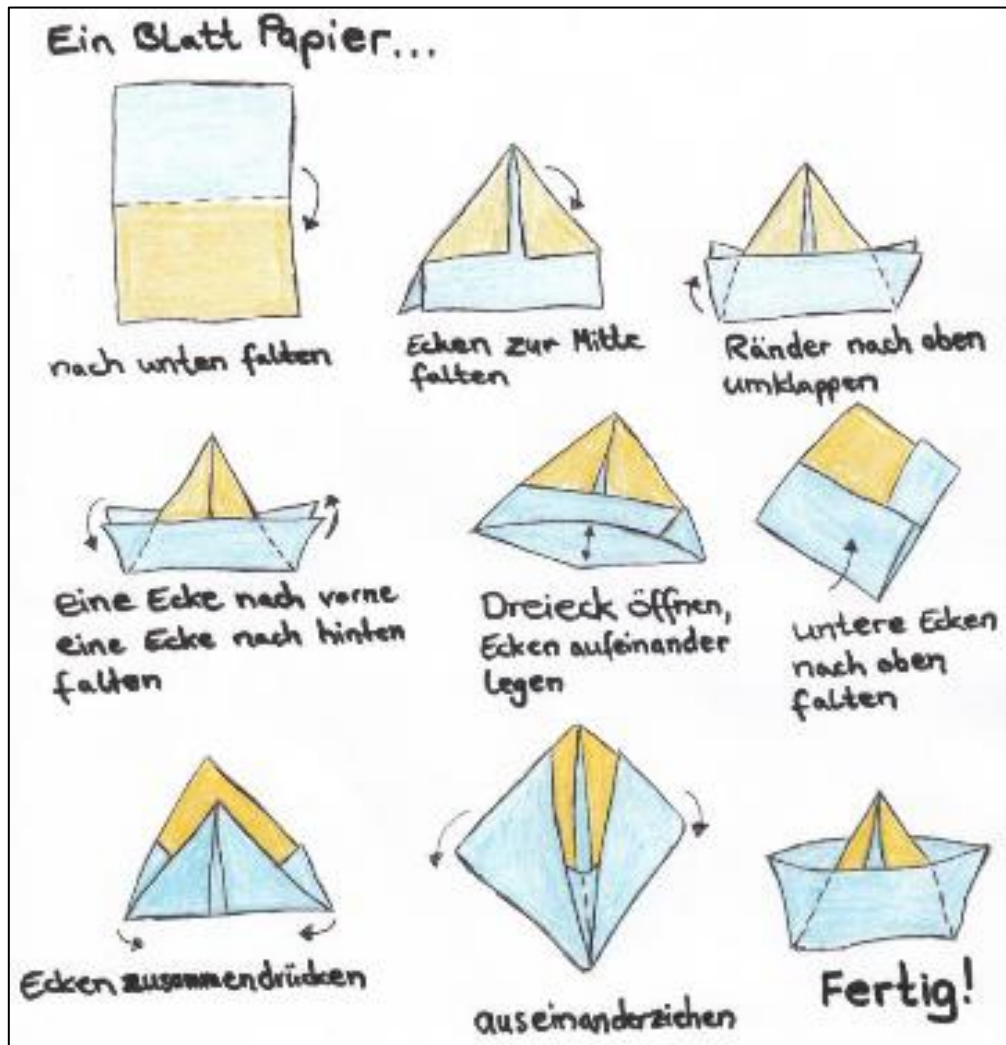 Ein Blatt Papier...
nach unten falten
Ecken zur Mitte
falten
Ränder nach oben
umklappen
eine Ecke nach vorne
eine Ecke nach hinten
falten
Dreieck öffnen,
Ecken aufeinander
legen
untere Ecken
nach oben
falten
Ecken zusammendrücken
auseinanderziehen
Fertig!